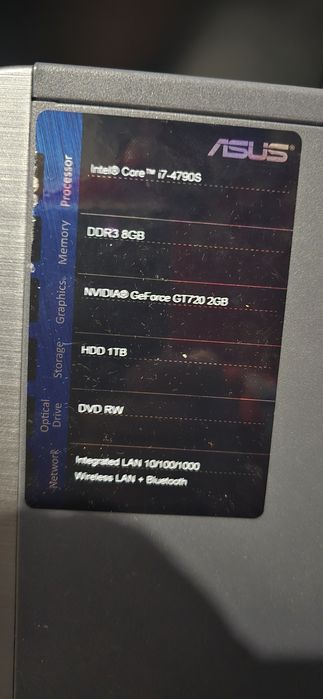 ASUS
Processor Intel® Core™ i7-4790S
Memory DDR3 8GB
Graphics NVIDIA® GeForce GT720 2GB
Storage HDD 1TB
Optical Drive DVD RW
Network Integrated LAN 10/100/1000
Wireless LAN + Bluetooth